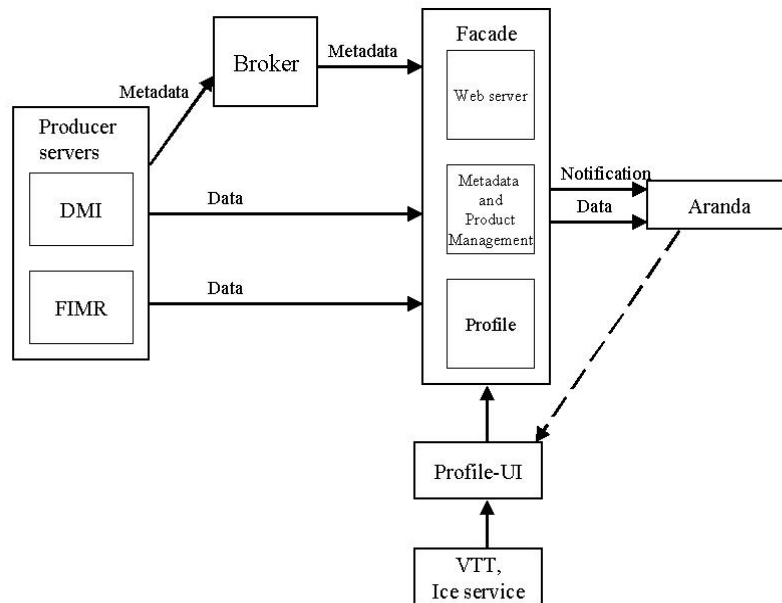 Facade
Broker
Metadata
Web server
Metadata
Producer
servers
DMI
Data
Metadata
and
Product
Management
Notification
Data
Aranda
FIMR
Data
Profile
Profile-UI
VTT,
Ice service